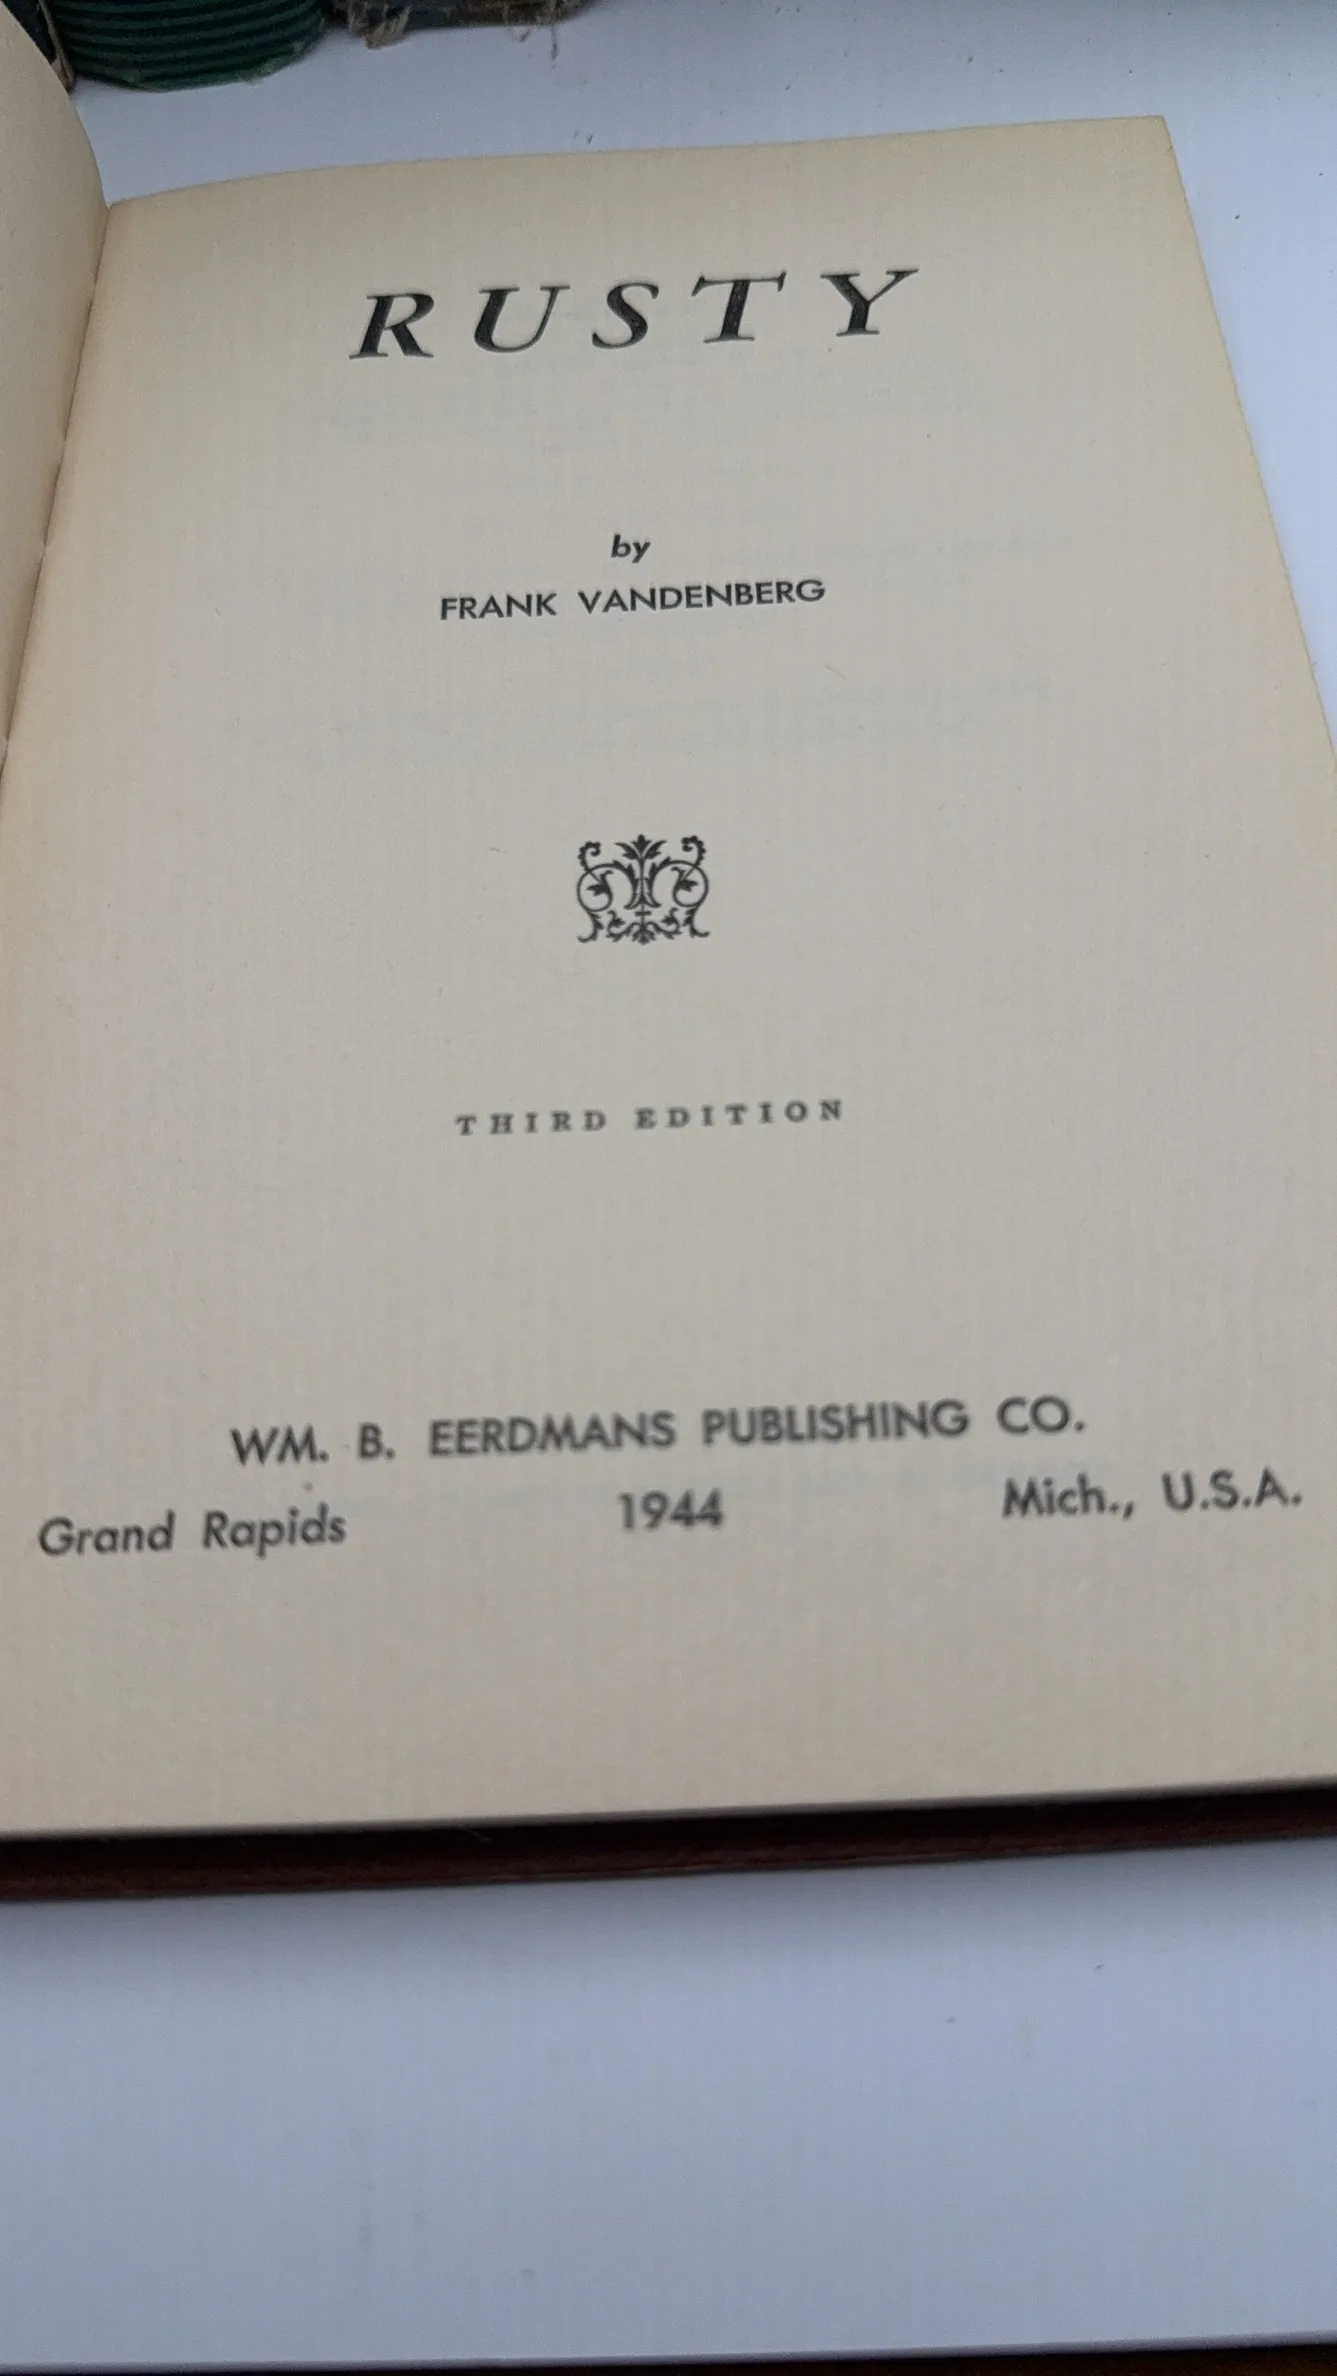 RUSTY
by
FRANK VANDENBERG
THIRD EDITION
WM. B. EERDMANS PUBLISHING CO.
Grand Rapids 1944 Mich., U.S.A.